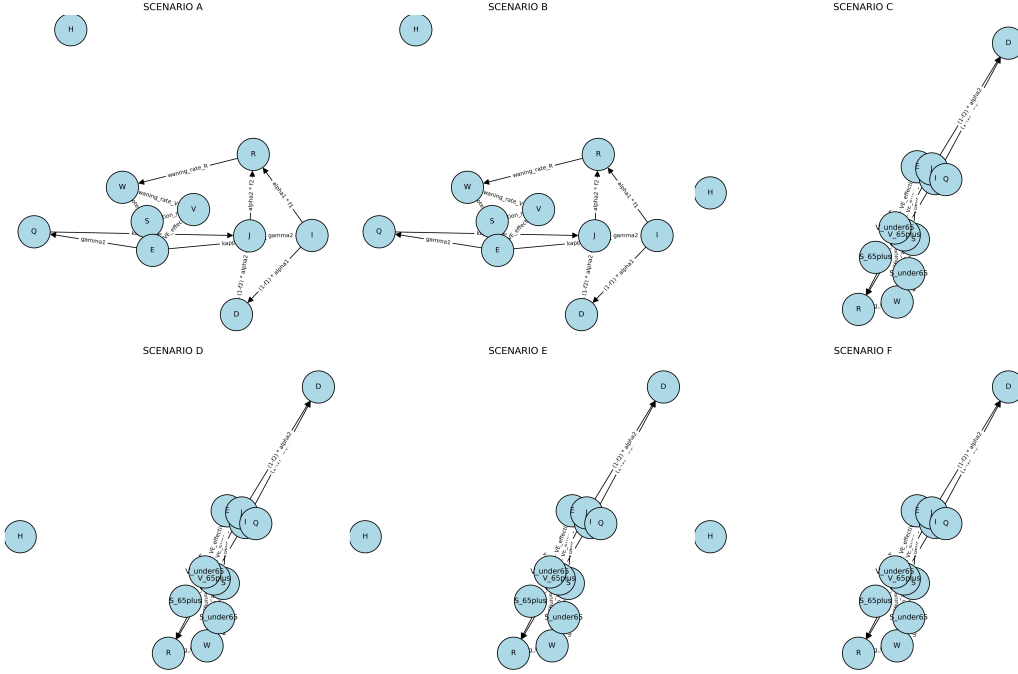 SCENARIO A
H
R
waning_rate_R
W
waning_rate_V
alpha2 * f2
alpha1 * f1
V
S
Q
gamma1
E
J
gamma2
I
(1-f2) * alpha2
(1-f1) * alpha1
D
SCENARIO B
H
R
waning_rate_R
W
waning_rate_V
alpha2 * f2
alpha1 * f1
V
S
Q
gamma1
E
J
gamma2
I
(1-f2) * alpha2
(1-f1) * alpha1
D
SCENARIO C
D
(1-f2) * alpha2
E
J
I
Q
H
V_under65
V_65plus
S
S_65plus
S_under65
R
W
SCENARIO D
D
(1-f2) * alpha2
E
J
I
Q
H
V_under65
V_65plus
S
S_65plus
S_under65
R
W
SCENARIO E
D
(1-f2) * alpha2
E
J
I
Q
H
V_under65
V_65plus
S
S_65plus
S_under65
R
W
SCENARIO F
D
(1-f2) * alpha2
E
J
I
Q
H
V_under65
V_65plus
S
S_65plus
S_under65
R
W